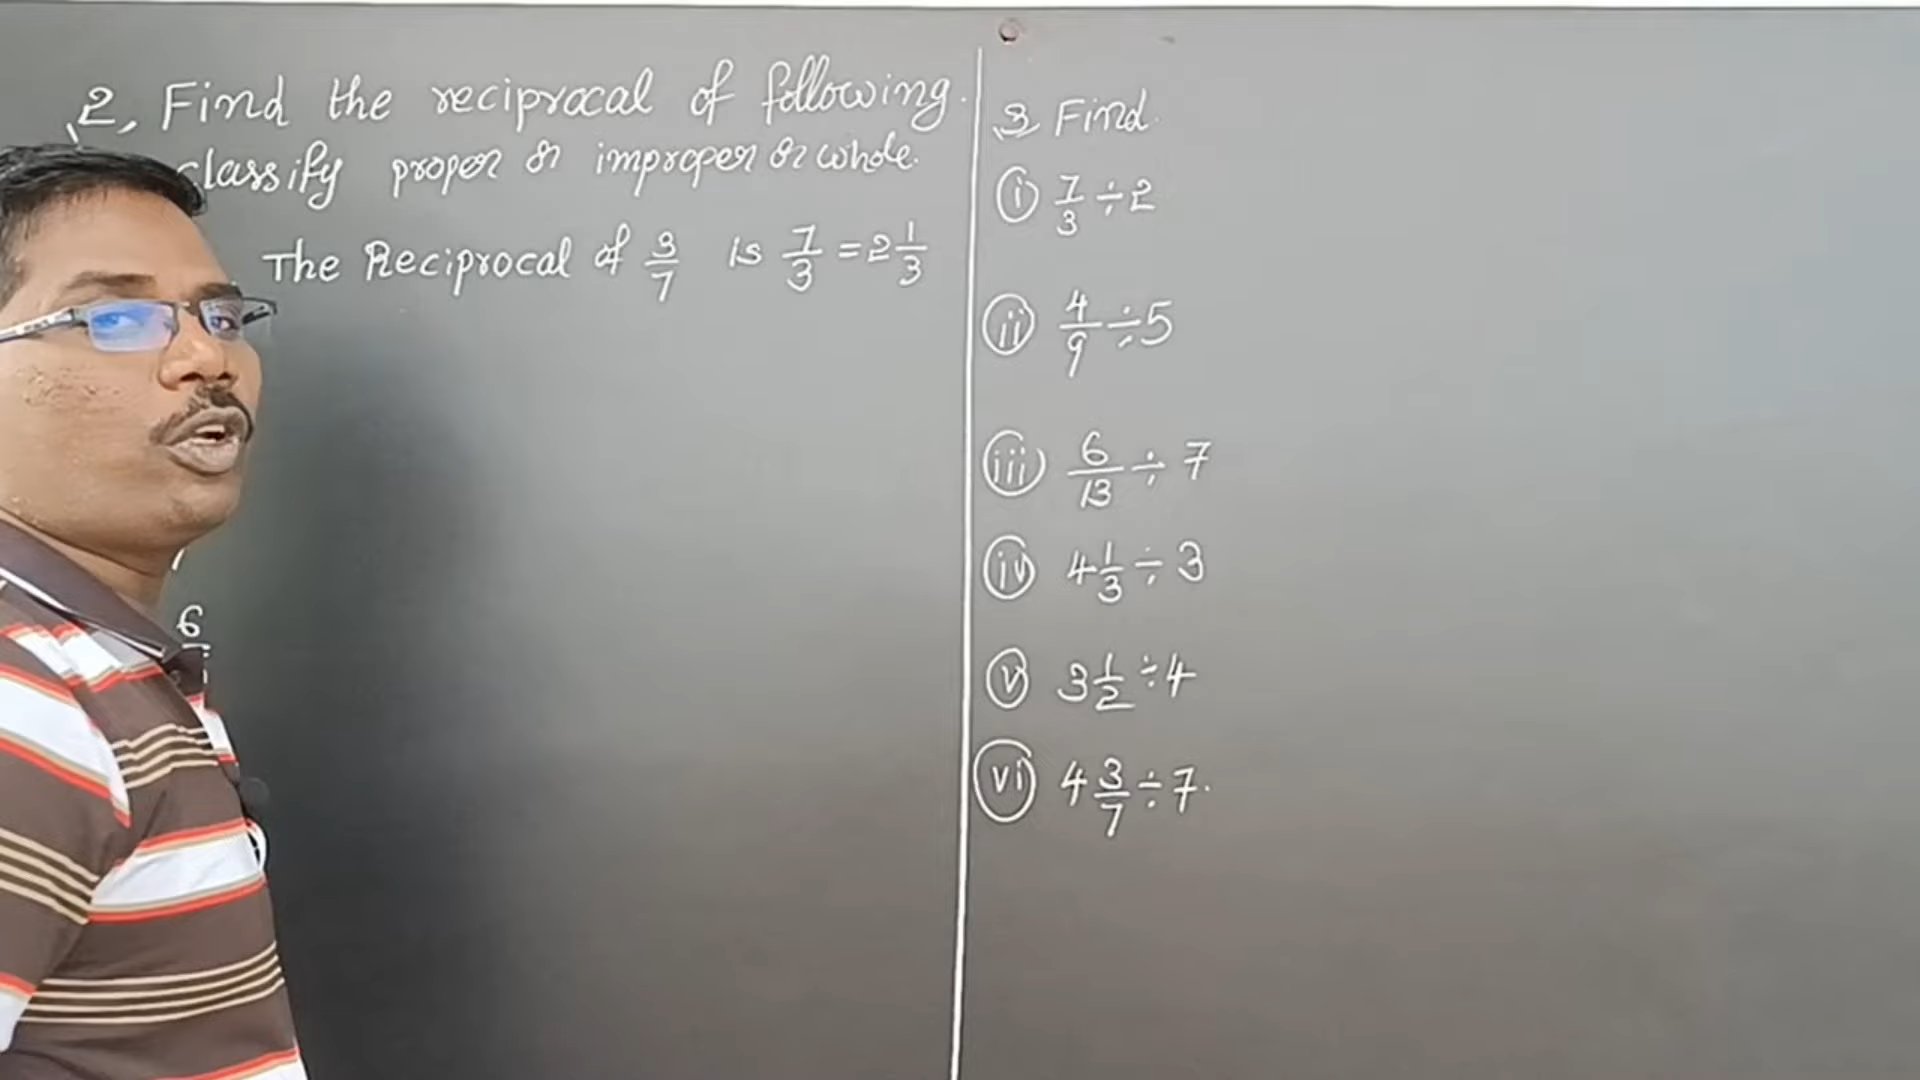 2, Find the reciprocal of following.
classify proper or improper or whole.
The Reciprocal of 3/7 is 7/3 = 2 1/3
6
3 Find.
(i) 7/3 ÷ 2
(ii) 4/9 ÷ 5
(iii) 6/13 ÷ 7
(iv) 4 1/3 ÷ 3
(v) 3 1/2 ÷ 4
(vi) 4 3/7 ÷ 7.